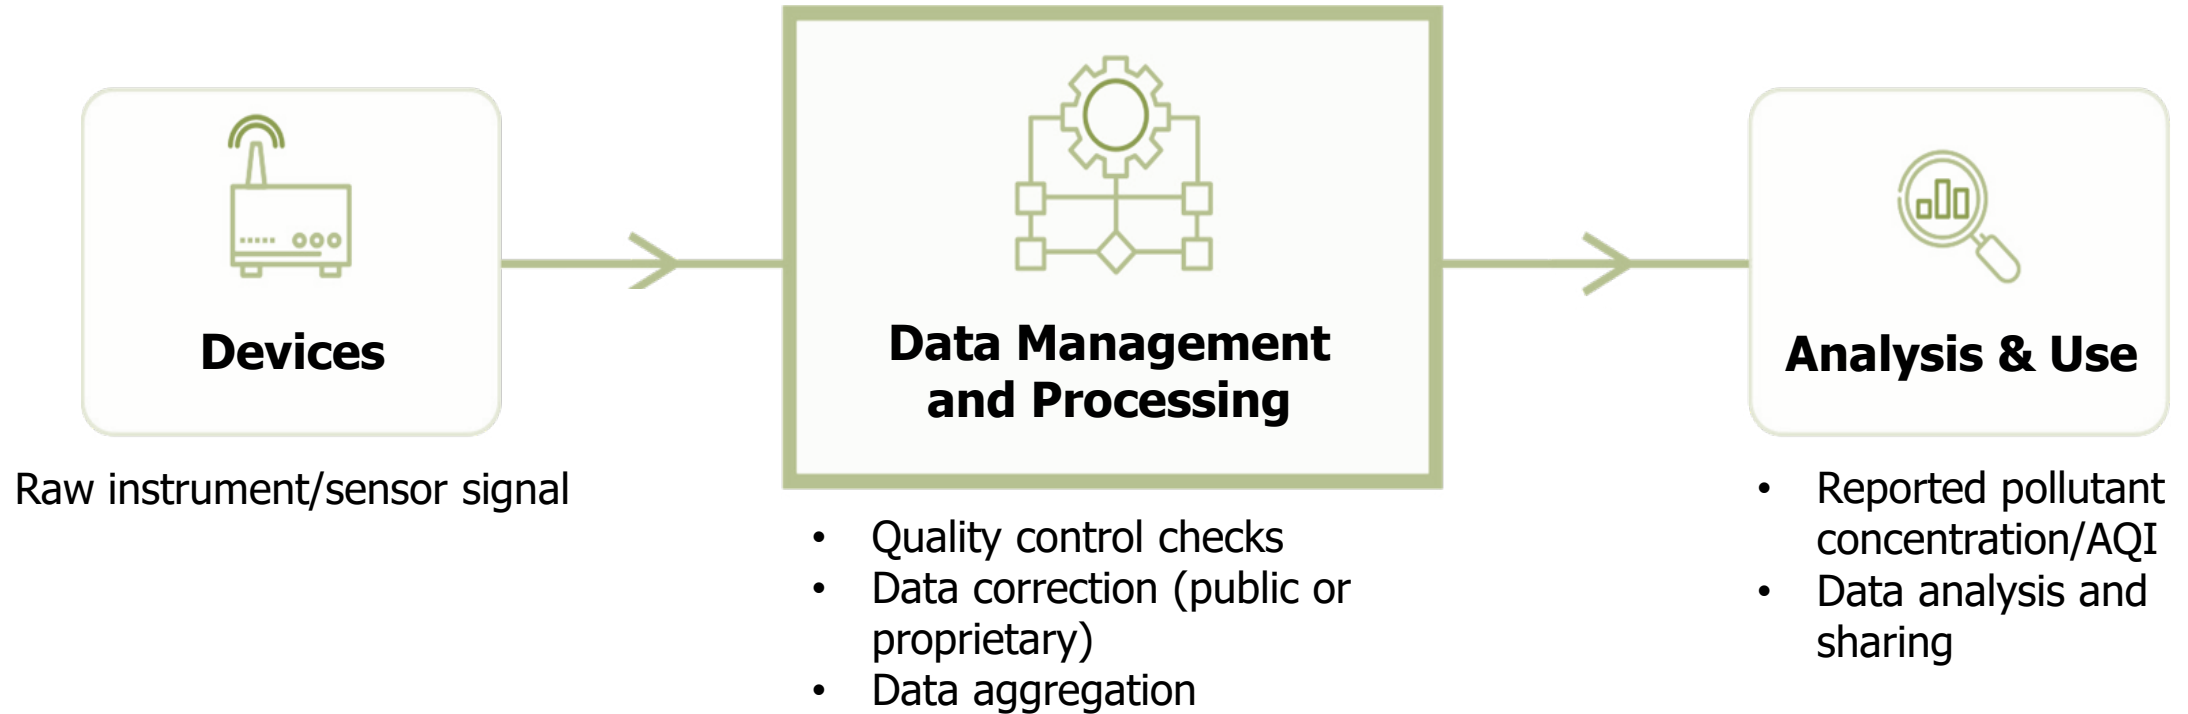 Devices
Raw instrument/sensor signal
Data Management
and Processing
• Quality control checks
• Data correction (public or
proprietary)
• Data aggregation
Analysis & Use
• Reported pollutant
concentration/AQI
• Data analysis and
sharing